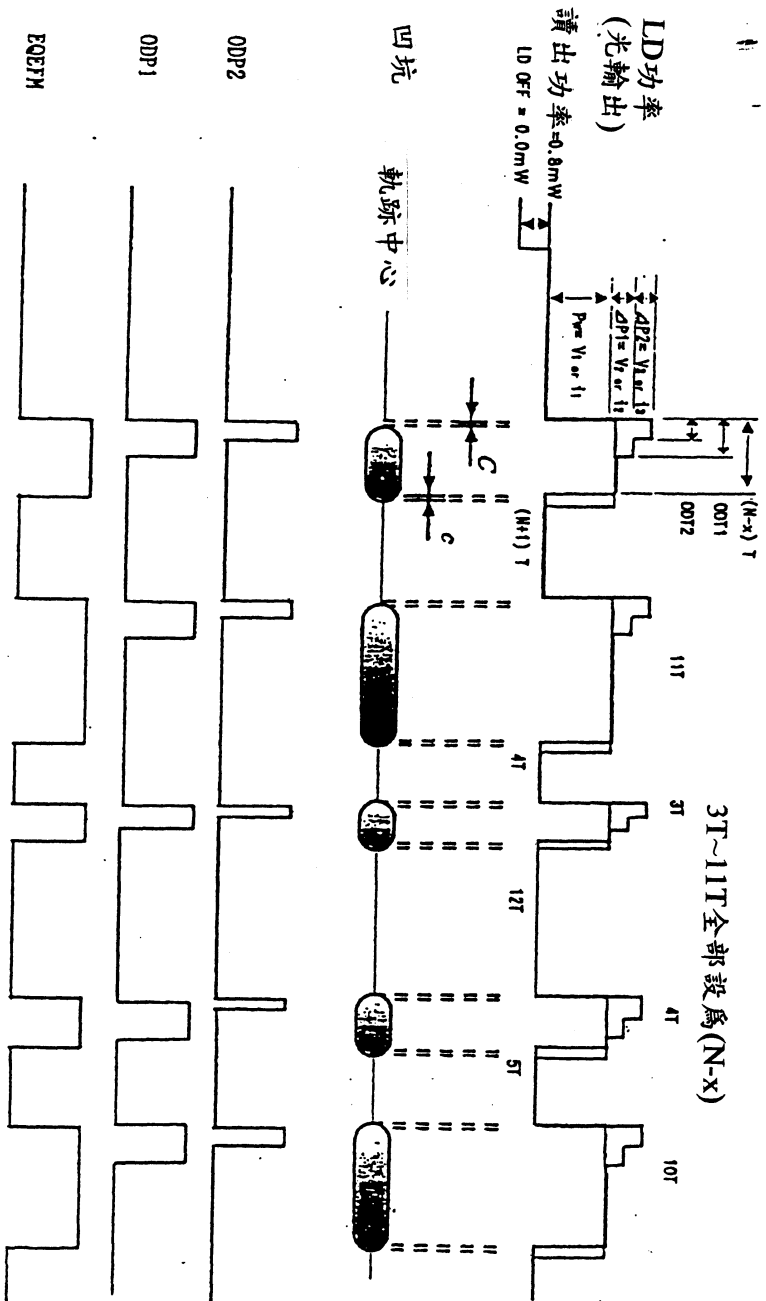 LD功率
(光輸出)
讀出功率=0.8mW
LD OFF = 0.0mW
ΔP2= V3 or i3
ΔP1= V2 or i2
Pw= V1 or i1
(N-x) T
ODT1
ODT2
3T~11T全部設爲(N-x)
(N+1) T
11T
4T
3T
12T
4T
5T
10T
凹坑
軌跡中心
C
C
ODP2
ODP1
EQEFM